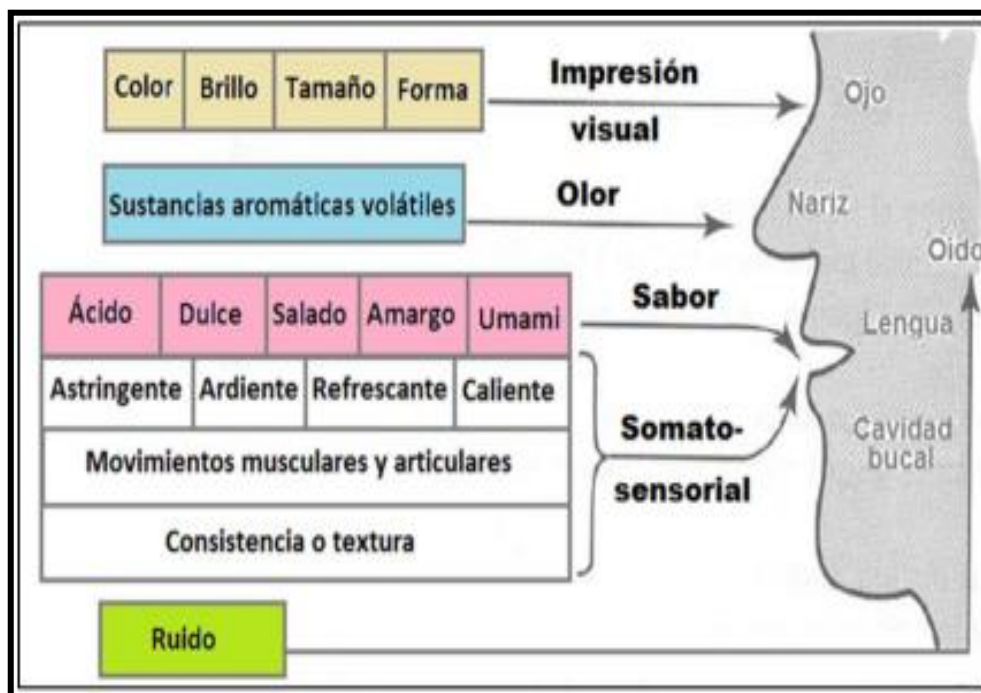 Color Brillo Tamaño Forma
Impresión
visual
Ojo
Sustancias aromáticas volátiles
Olor
Nariz
Oido
Ácido Dulce Salado Amargo Umami
Sabor
Lengua
Astringente Ardiente Refrescante Caliente
Movimientos musculares y articulares
Consistencia o textura
Somato-
sensorial
Cavidad
bucal
Ruido